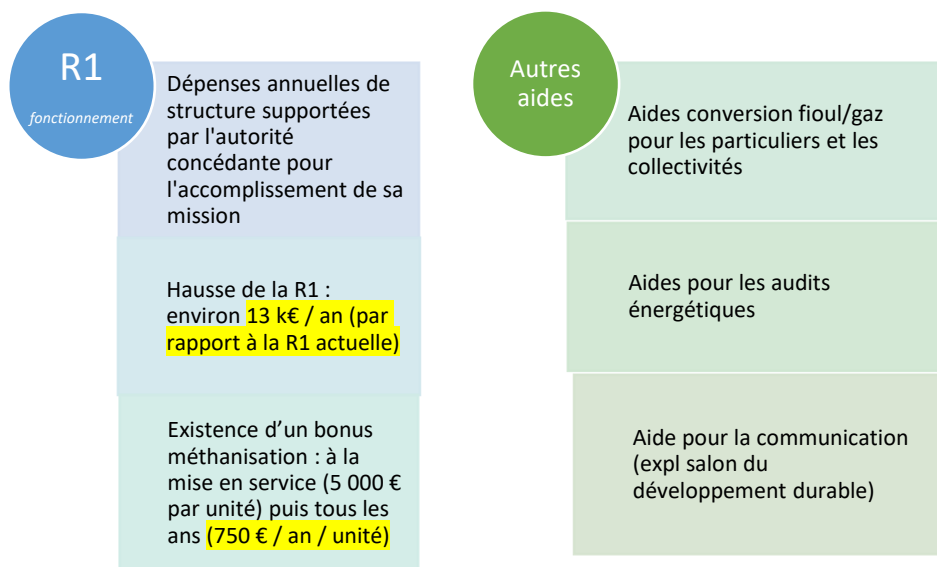 R1
fonctionnement
Dépenses annuelles de
structure supportées
par l'autorité
concédante pour
l'accomplissement de sa
mission
Hausse de la R1 :
environ 13 k€ / an (par
rapport à la R1 actuelle)
Existence d’un bonus
méthanisation : à la
mise en service (5 000 €
par unité) puis tous les
ans (750 € / an / unité)
Autres
aides
Aides conversion fioul/gaz
pour les particuliers et les
collectivités
Aides pour les audits
énergétiques
Aide pour la communication
(expl salon du
développement durable)